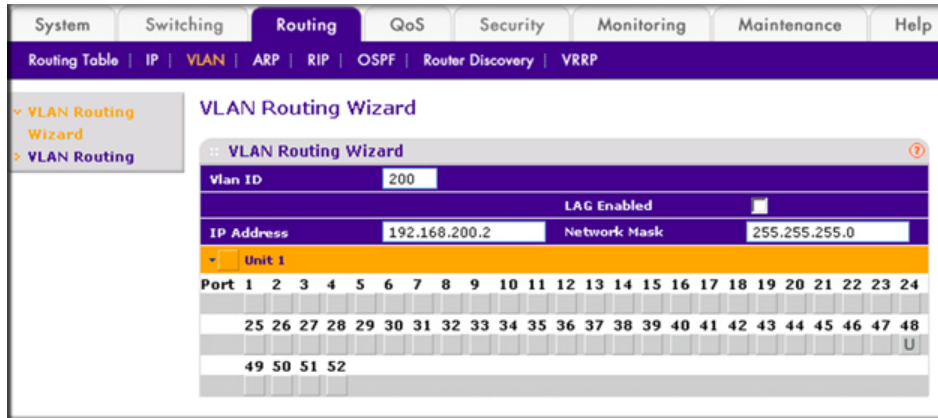 System Switching Routing QoS Security Monitoring Maintenance Help
Routing Table | IP | VLAN | ARP | RIP | OSPF | Router Discovery | VRRP
VLAN Routing Wizard
VLAN Routing
VLAN Routing Wizard
VLAN Routing Wizard ?
Vlan ID 200
LAG Enabled
IP Address 192.168.200.2 Network Mask 255.255.255.0
Unit 1
Port 1 2 3 4 5 6 7 8 9 10 11 12 13 14 15 16 17 18 19 20 21 22 23 24
25 26 27 28 29 30 31 32 33 34 35 36 37 38 39 40 41 42 43 44 45 46 47 48
U
49 50 51 52